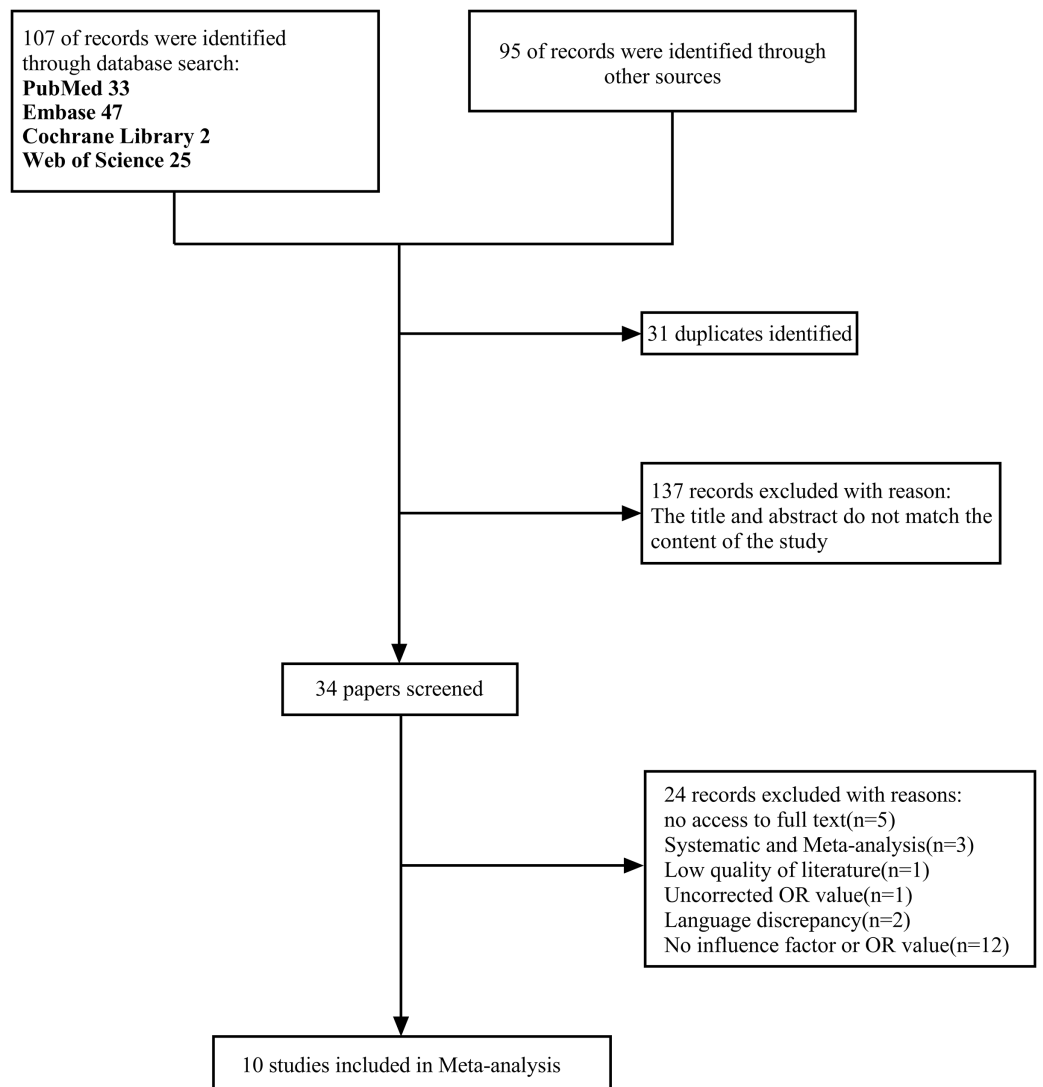 107 of records were identified
through database search:
PubMed 33
Embase 47
Cochrane Library 2
Web of Science 25
95 of records were identified through
other sources
31 duplicates identified
137 records excluded with reason:
The title and abstract do not match the
content of the study
34 papers screened
24 records excluded with reasons:
no access to full text(n=5)
Systematic and Meta-analysis(n=3)
Low quality of literature(n=1)
Uncorrected OR value(n=1)
Language discrepancy(n=2)
No influence factor or OR value(n=12)
10 studies included in Meta-analysis